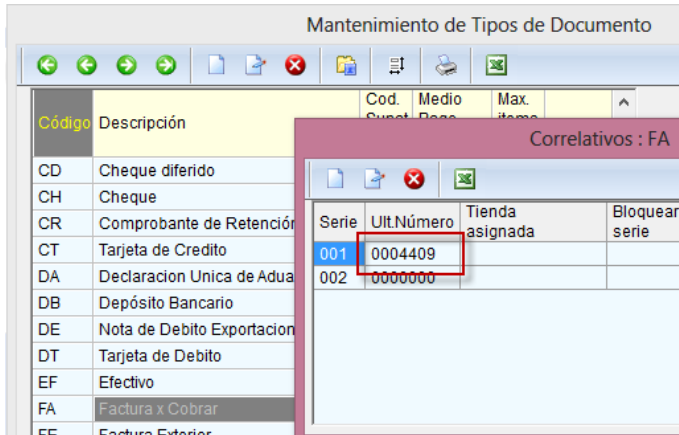 Mantenimiento de Tipos de Documento
Código Descripción Cod. Medio Max.
Correlativos : FA
CD Cheque diferido
CH Cheque
CR Comprobante de Retención
CT Tarjeta de Credito
DA Declaracion Unica de Adua
DB Depósito Bancario
DE Nota de Debito Exportacion
DT Tarjeta de Debito
EF Efectivo
FA Factura x Cobrar
FE Factura Exterior
Serie Ult.Número Tienda asignada Bloquear serie
001 0004409
002 0000000